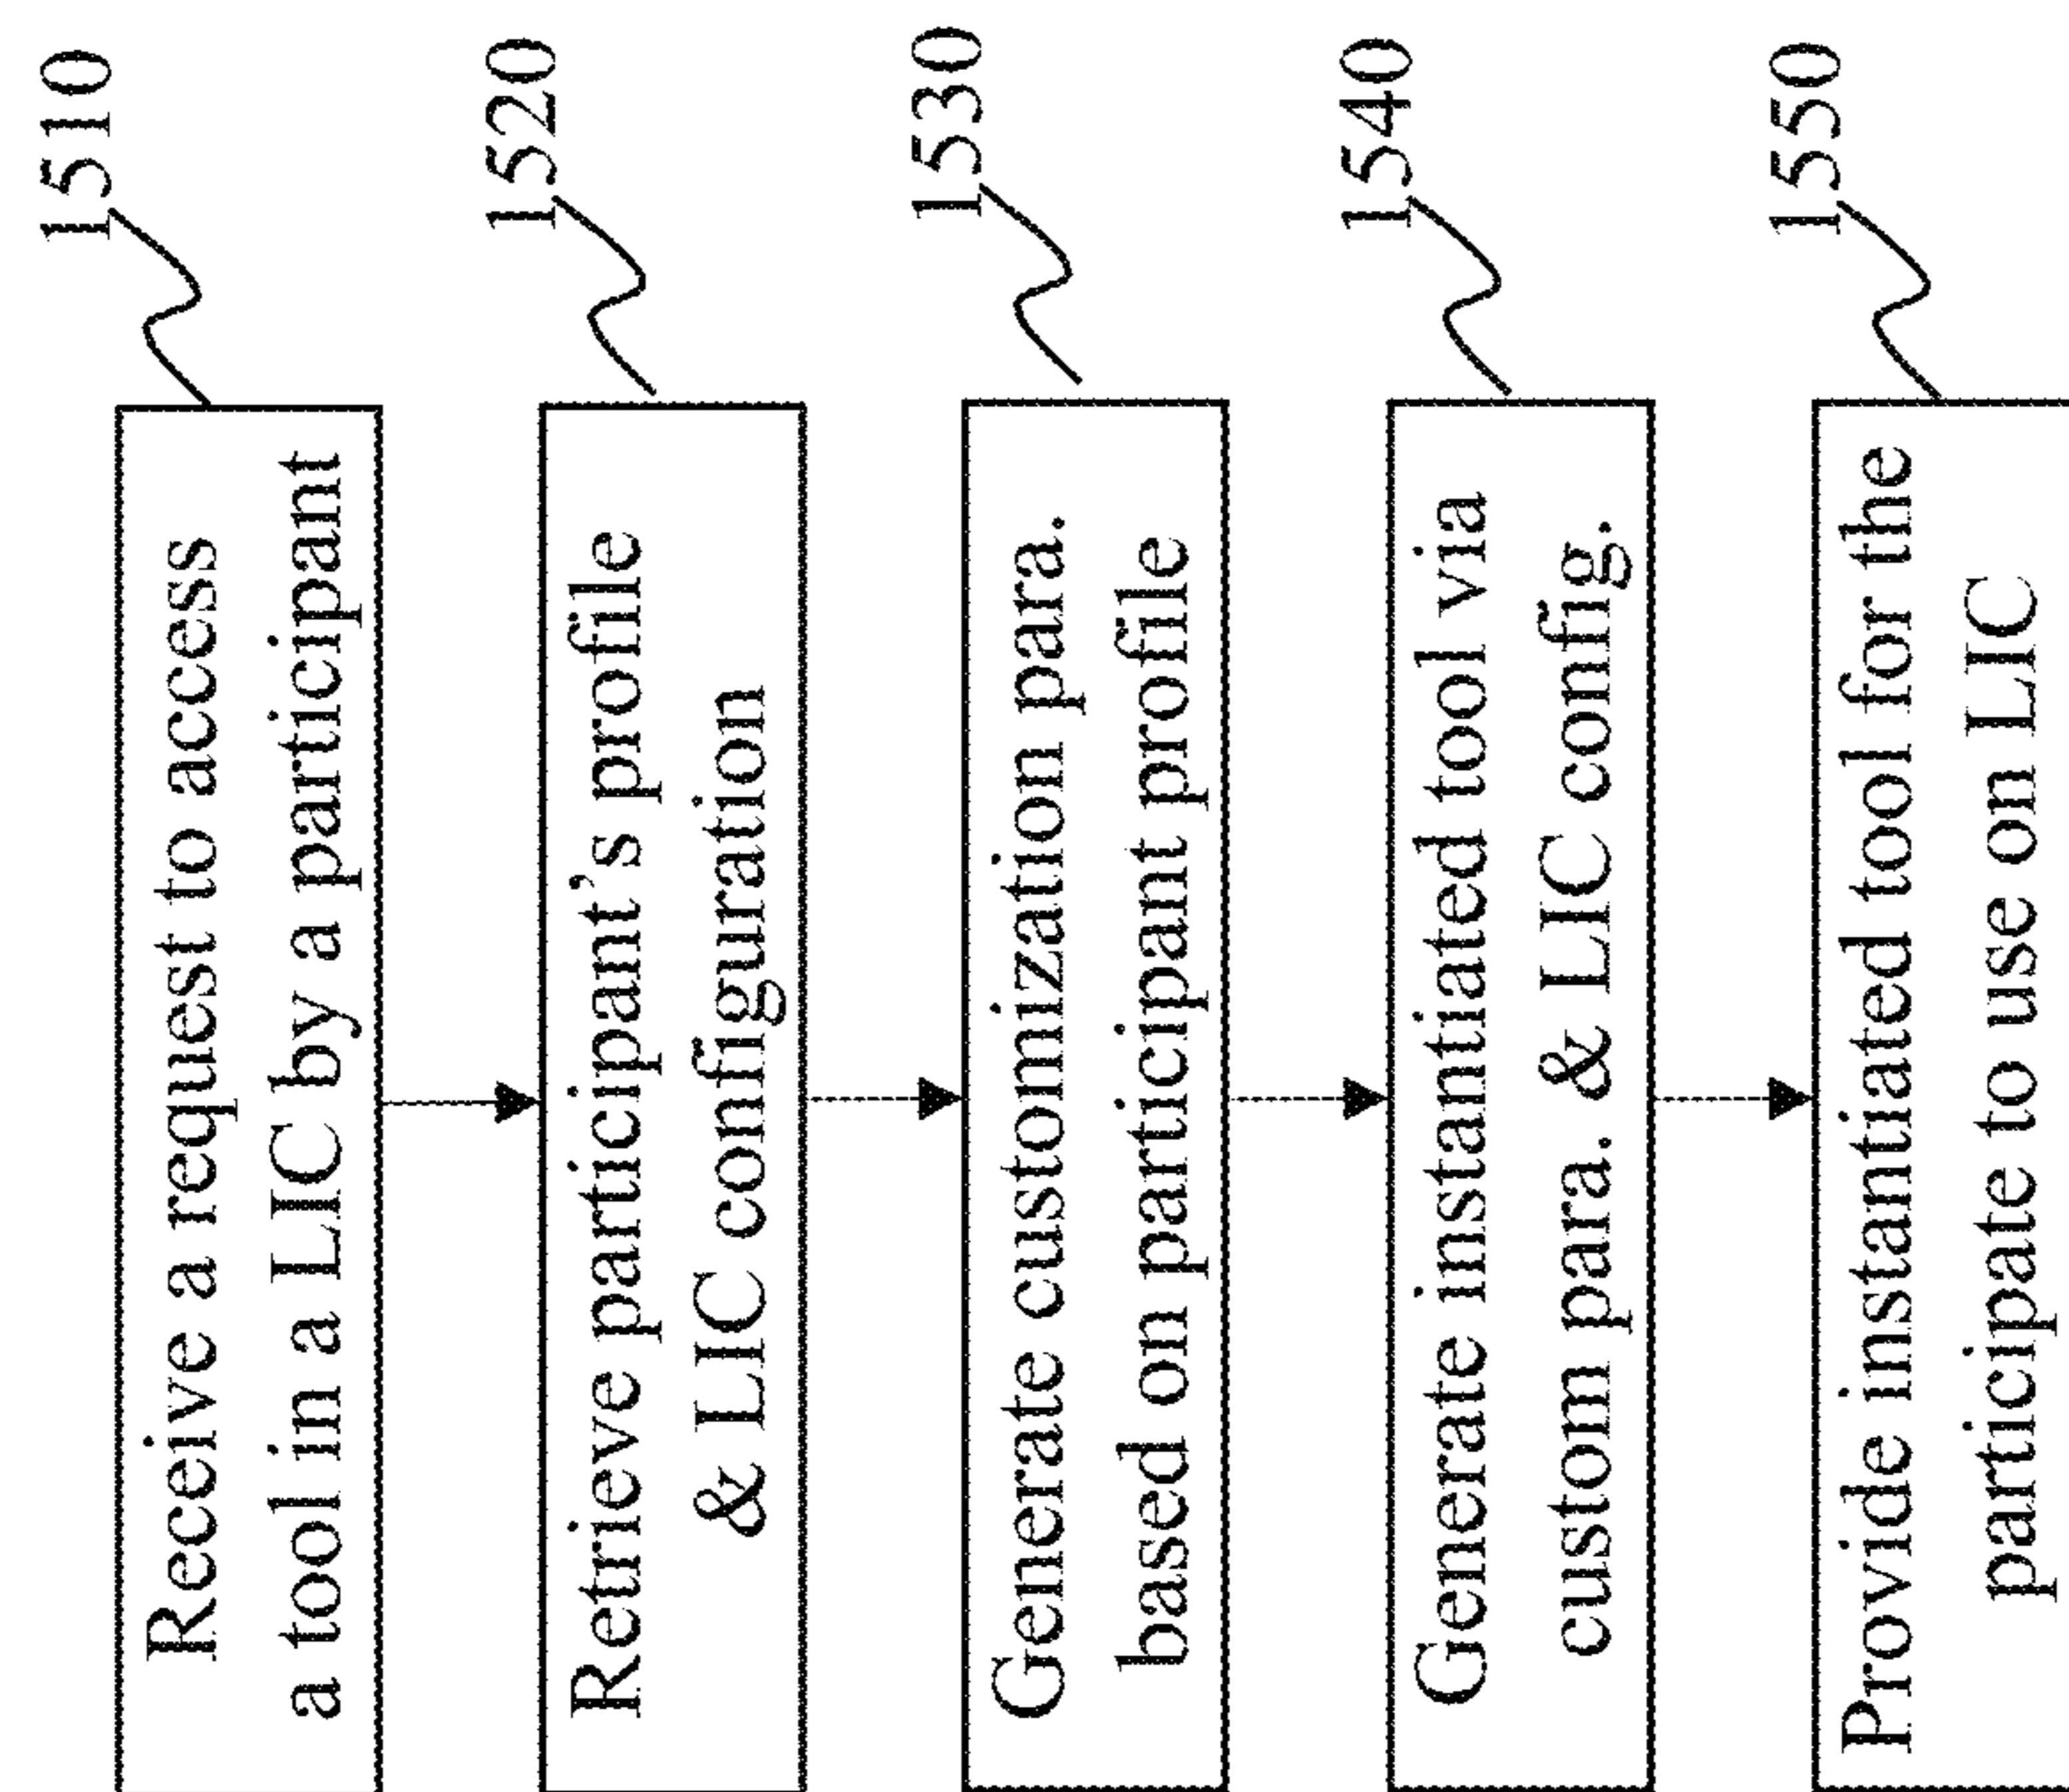 1510
Receive a request to access
a tool in a LIC by a participant
1520
Retrieve participant's profile
& LIC configuration
1530
Generate customization para.
based on participant profile
1540
Generate instantiated tool via
custom para. & LIC config.
1550
Provide instantiated tool for the
participate to use on LIC